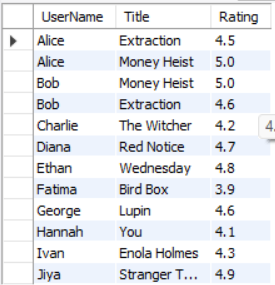 UserName Title Rating
Alice Extraction 4.5
Alice Money Heist 5.0
Bob Money Heist 5.0
Bob Extraction 4.6
Charlie The Witcher 4.2 4.
Diana Red Notice 4.7
Ethan Wednesday 4.8
Fatima Bird Box 3.9
George Lupin 4.6
Hannah You 4.1
Ivan Enola Holmes 4.3
Jiya Stranger T... 4.9